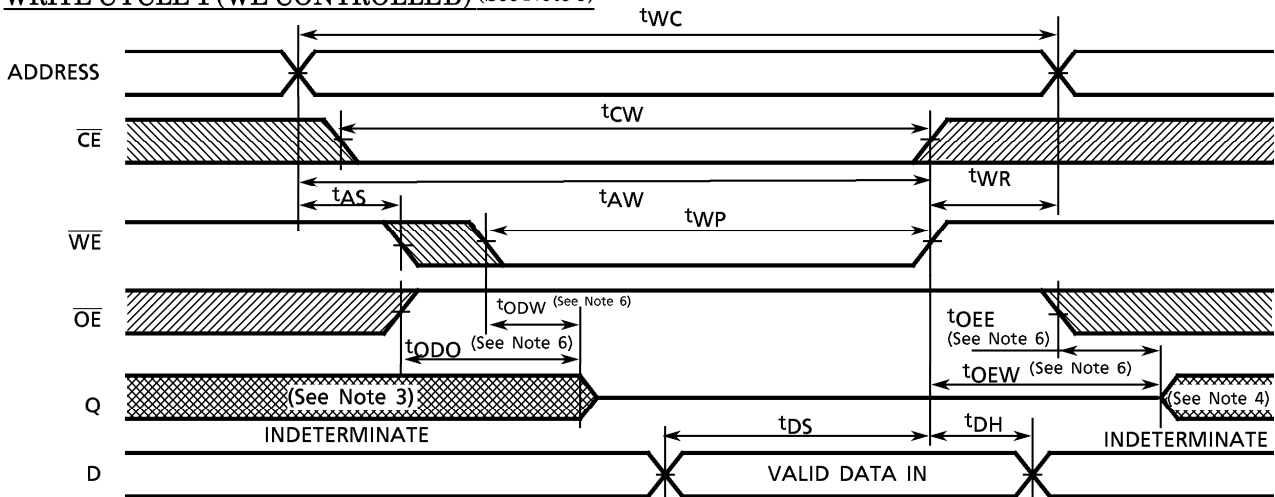 WRITE CYCLE 1 (WE CONTROLLED) (See Note 5)
tWC
ADDRESS
tCW
CE
tWR
tAS
tAW
tWP
WE
tODW (See Note 6)
OE
tOEE
(See Note 6)
(See Note 6)
tODO
tOEW (See Note 6)
(See Note 3)
(See Note 4)
Q
INDETERMINATE
tDS
tDH
INDETERMINATE
D
VALID DATA IN